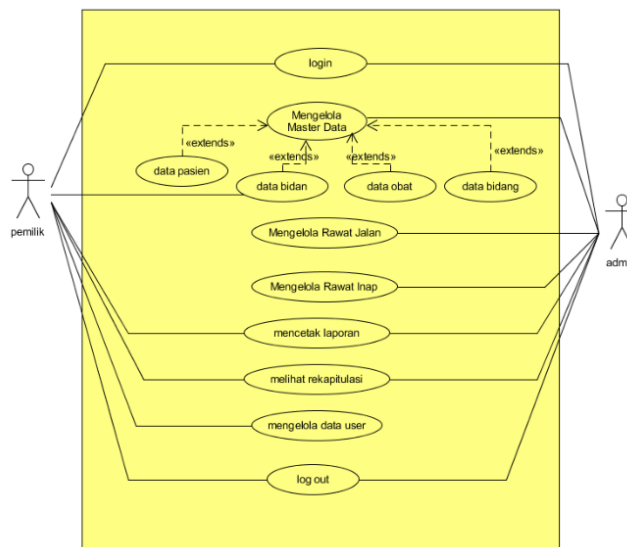 login
Mengelola
Master Data
«extends»
«extends»
«extends»
«extends»
data pasien
data bidan
data obat
data bidang
pemilik
Mengelola Rawat Jalan
adm
Mengelola Rawat Inap
mencetak laporan
melihat rekapitulasi
mengelola data user
log out